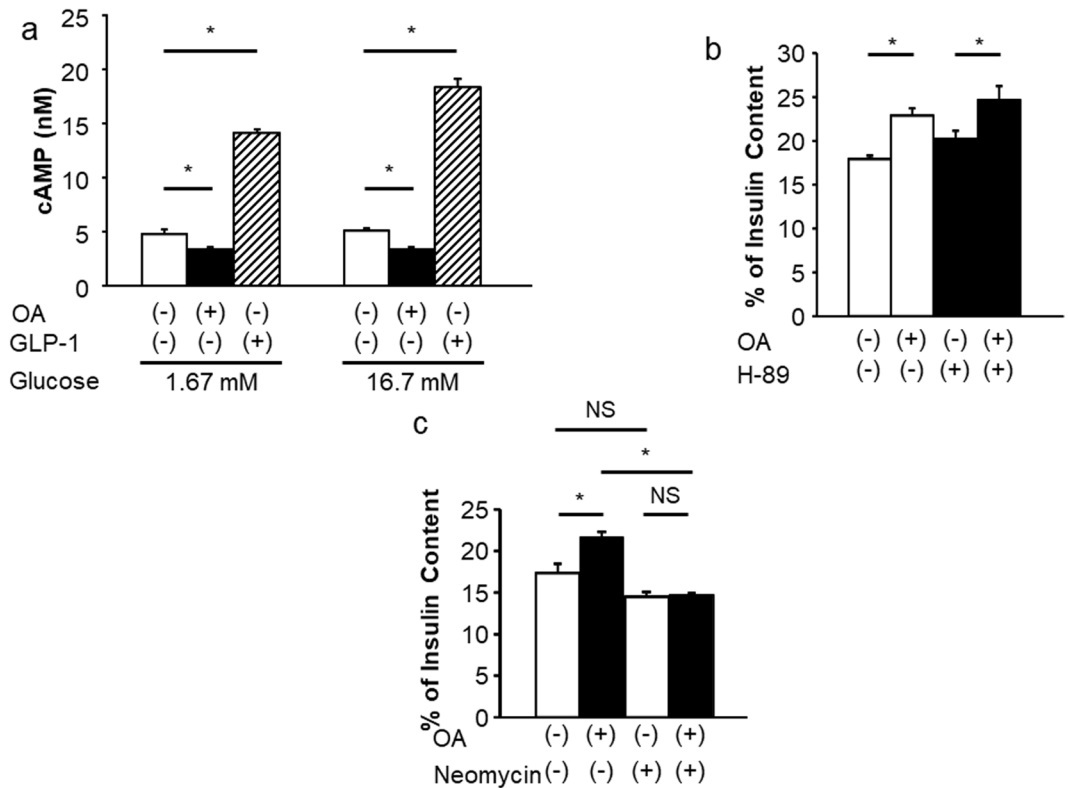 a
25
20
15
10
5
0
cAMP (nM)
* *
* *
OA (-) (+) (-) (-) (+) (-)
GLP-1 (-) (-) (+) (-) (-) (+)
Glucose 1.67 mM 16.7 mM
b
30
25
20
15
10
5
0
% of Insulin Content
* *
OA (-) (+) (-) (+)
H-89 (-) (-) (+) (+)
c
NS
*
* NS
25
20
15
10
5
0
% of Insulin Content
OA (-) (+) (-) (+)
Neomycin (-) (-) (+) (+)